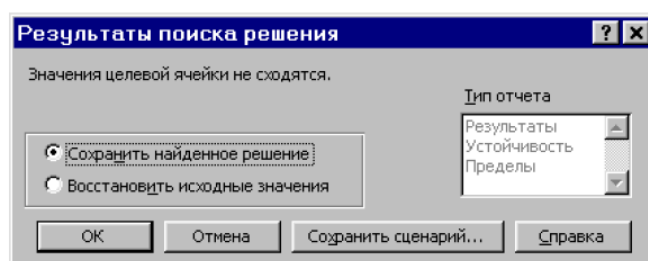 Результаты поиска решения
Значения целевой ячейки не сходятся.
Тип отчета
Результаты
Устойчивость
Пределы
Сохранить найденное решение
Восстановить исходные значения
ОК
Отмена
Сохранить сценарий...
Справка